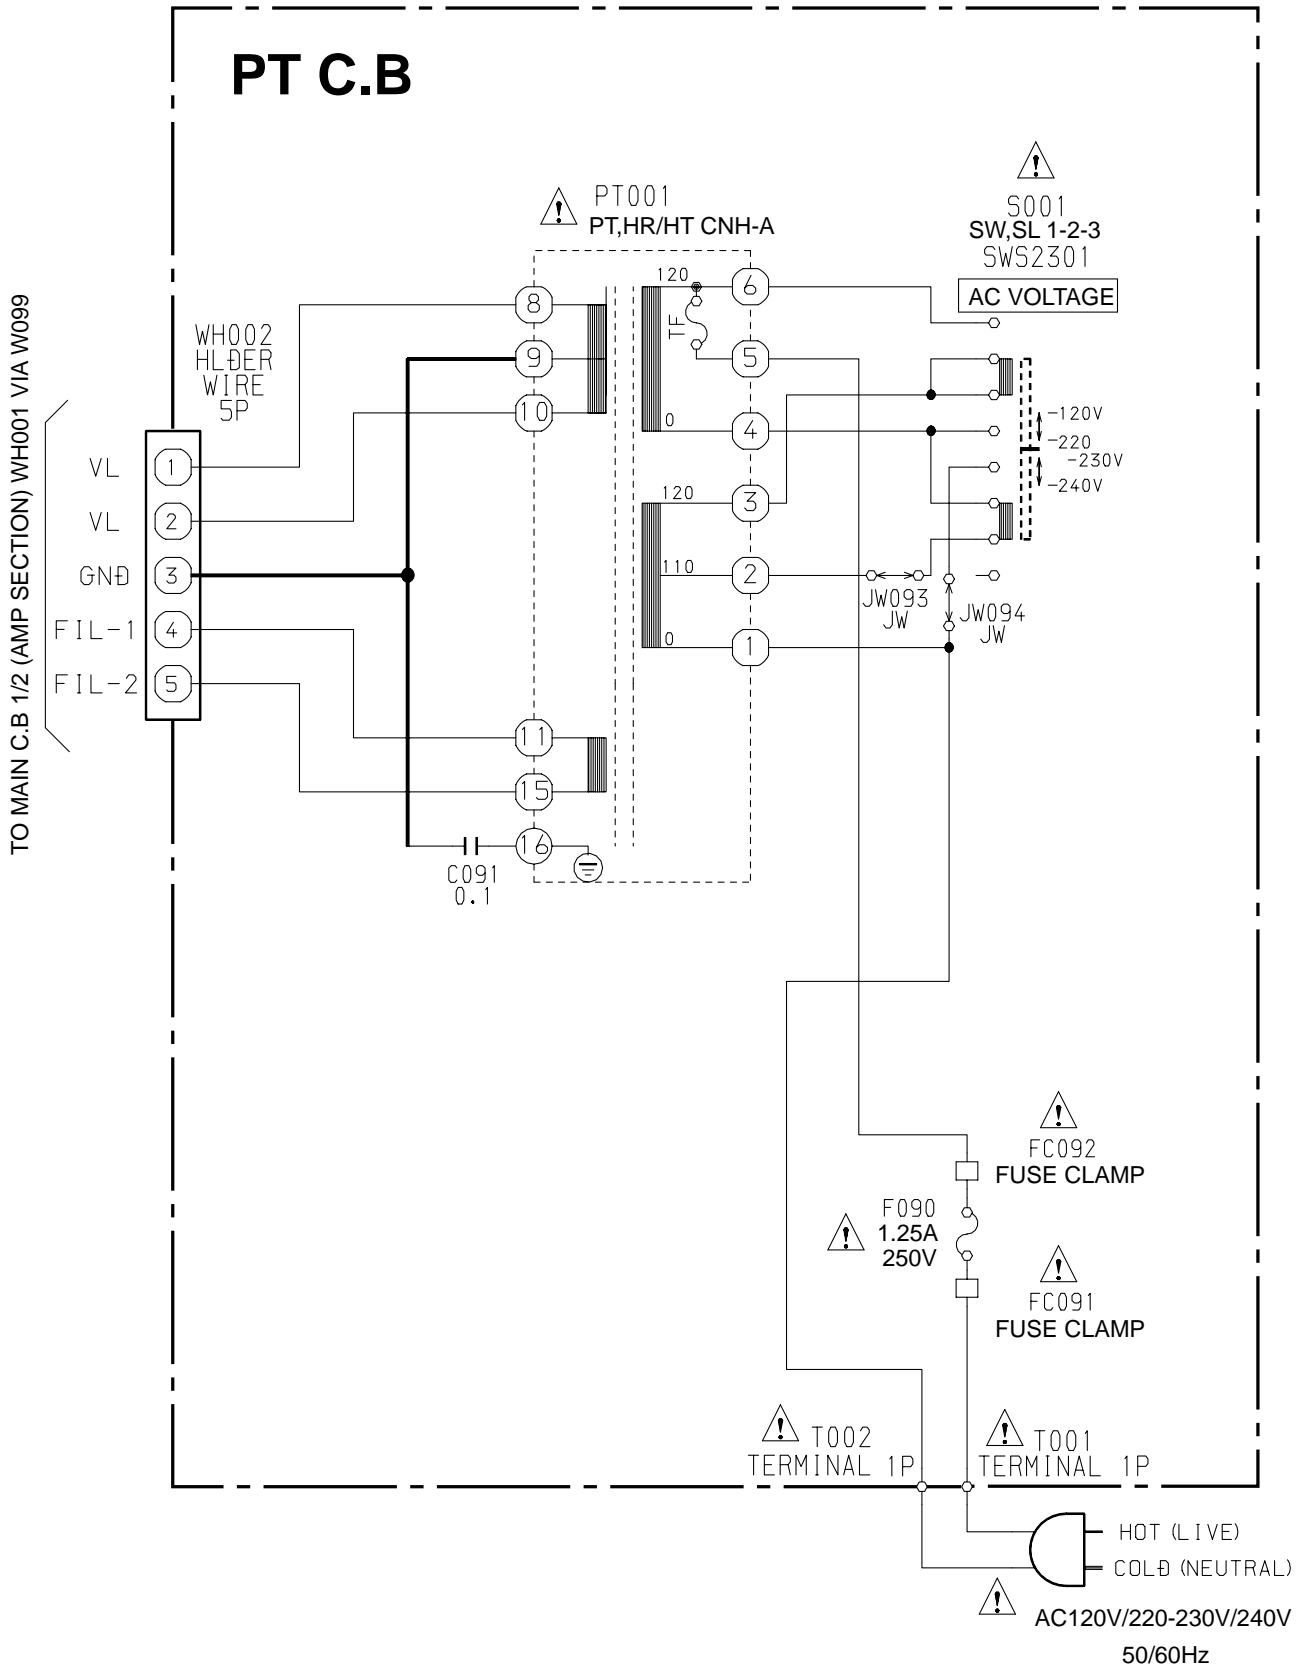 PT C.B
PT001
PT,HR/HT CNH-A
S001
SW,SL 1-2-3
SWS2301
AC VOLTAGE
TO MAIN C.B 1/2 (AMP SECTION) WH001 VIA W099
WH002
HLĐER
WIRE
5P
VL
1
VL
2
GNĐ
3
FIL-1
4
FIL-2
5
8
9
10
11
15
16
C091
0.1
120
TF
0
120
110
0
6
5
4
3
2
1
-120V
-220
-230V
-240V
JW093
JW
JW094
JW
FC092
FUSE CLAMP
F090
1.25A
250V
FC091
FUSE CLAMP
T002
TERMINAL 1P
T001
TERMINAL 1P
HOT (LIVE)
COLĐ (NEUTRAL)
AC120V/220-230V/240V
50/60Hz